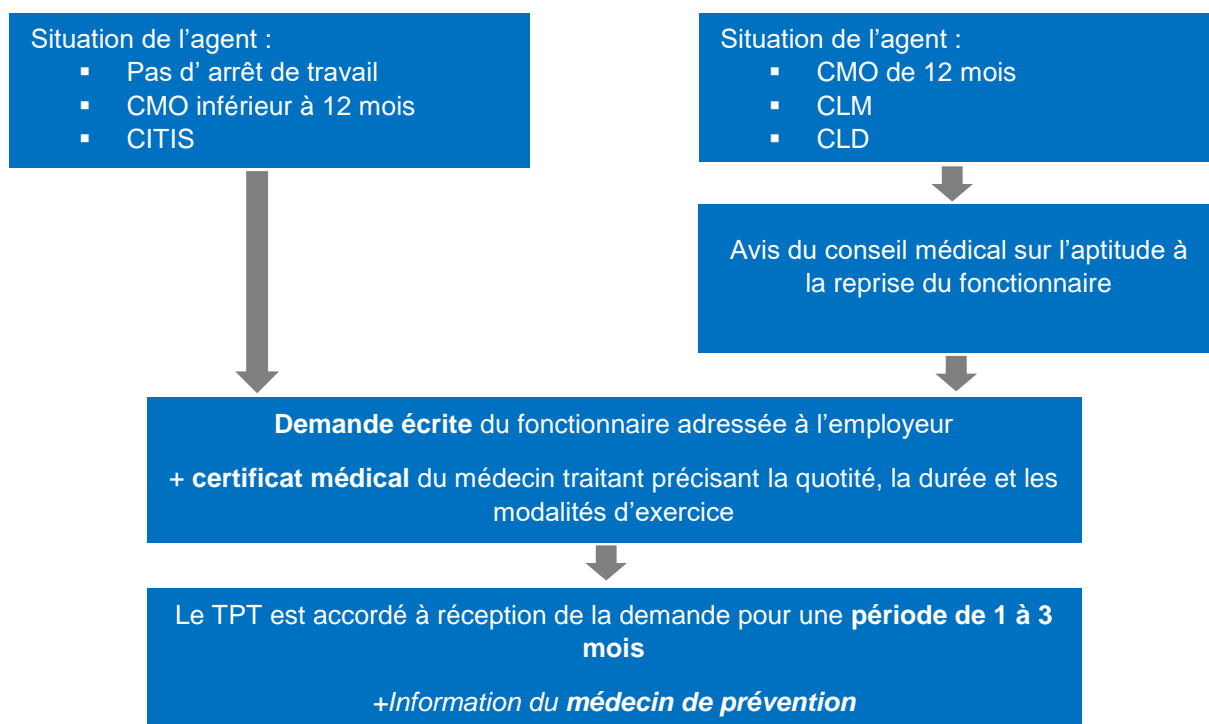 Situation de l’agent :
▪ Pas d’ arrêt de travail
▪ CMO inférieur à 12 mois
▪ CITIS
Situation de l’agent :
▪ CMO de 12 mois
▪ CLM
▪ CLD
Avis du conseil médical sur l’aptitude à
la reprise du fonctionnaire
Demande écrite du fonctionnaire adressée à l’employeur
+ certificat médical du médecin traitant précisant la quotité, la durée et les
modalités d’exercice
Le TPT est accordé à réception de la demande pour une période de 1 à 3
mois
+Information du médecin de prévention